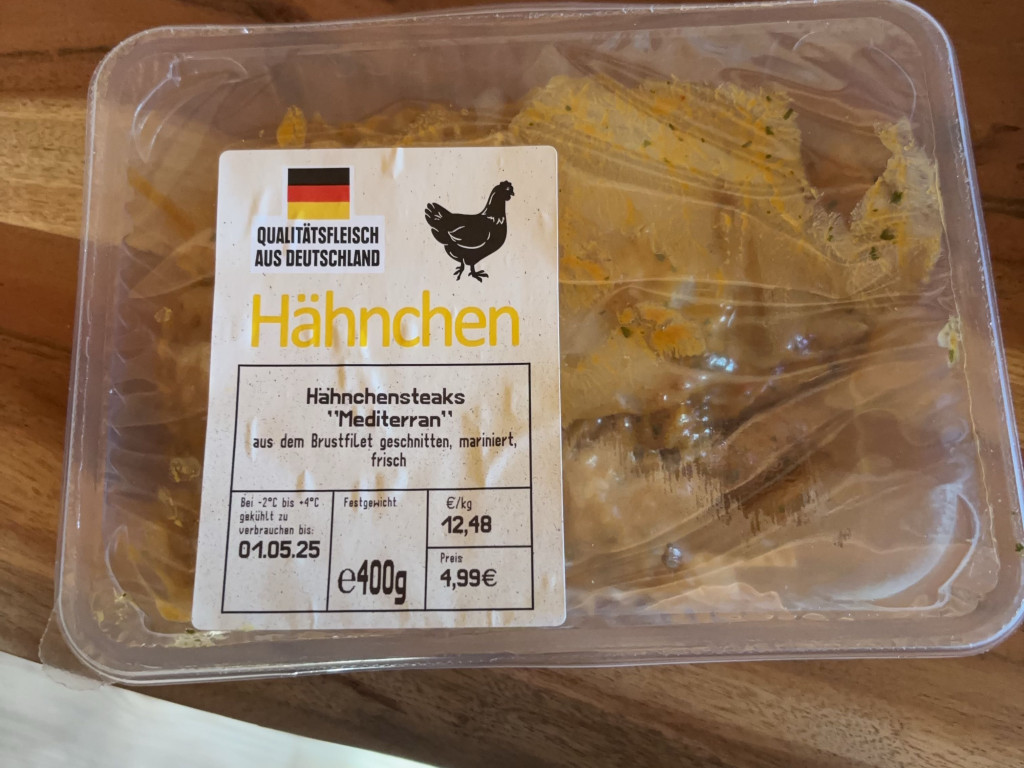 QUALITÄTSFLEISCH
AUS DEUTSCHLAND
Hähnchen
Hähnchensteaks
"Mediterran"
aus dem Brustfilet geschnitten, mariniert,
frisch
Bei -2°C bis +4°C
gekühlt zu
verbrauchen bis:
01.05.25
Festgewicht
e400g
€/kg
12,48
Preis
4,99€